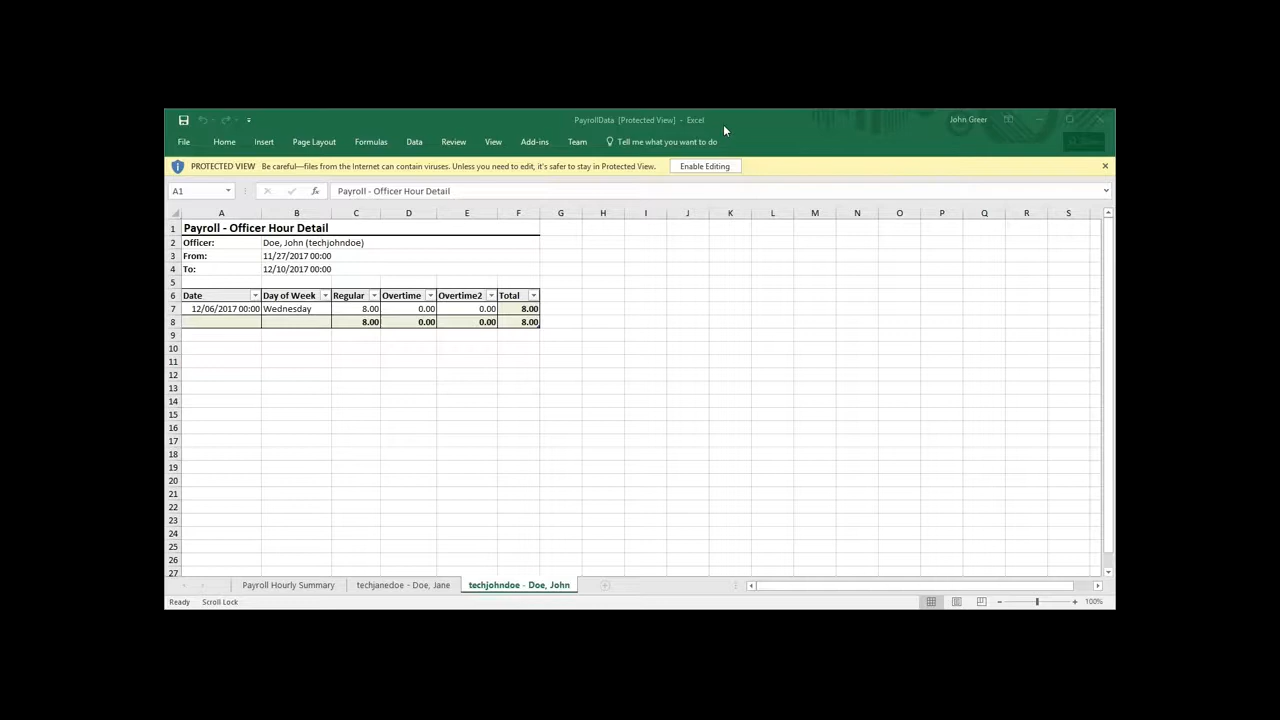 PayrollData [Protected View] - Excel
John Greer
File Home Insert Page Layout Formulas Data Review View Add-ins Team Tell me what you want to do
PROTECTED VIEW Be careful—files from the Internet can contain viruses. Unless you need to edit, it's safer to stay in Protected View. Enable Editing
A1 fx Payroll - Officer Hour Detail
A B C D E F G H I J K L M N O P Q R S
1 Payroll - Officer Hour Detail
2 Officer: Doe, John (techjohndoe)
3 From: 11/27/2017 00:00
4 To: 12/10/2017 00:00
5
6 Date Day of Week Regular Overtime Overtime2 Total
7 12/06/2017 00:00 Wednesday 8.00 0.00 0.00 8.00
8 8.00 0.00 0.00 8.00
9
10
11
12
13
14
15
16
17
18
19
20
21
22
23
24
25
26
27
Payroll Hourly Summary techjanedoe - Doe, Jane techjohndoe - Doe, John
Ready Scroll Lock 100%